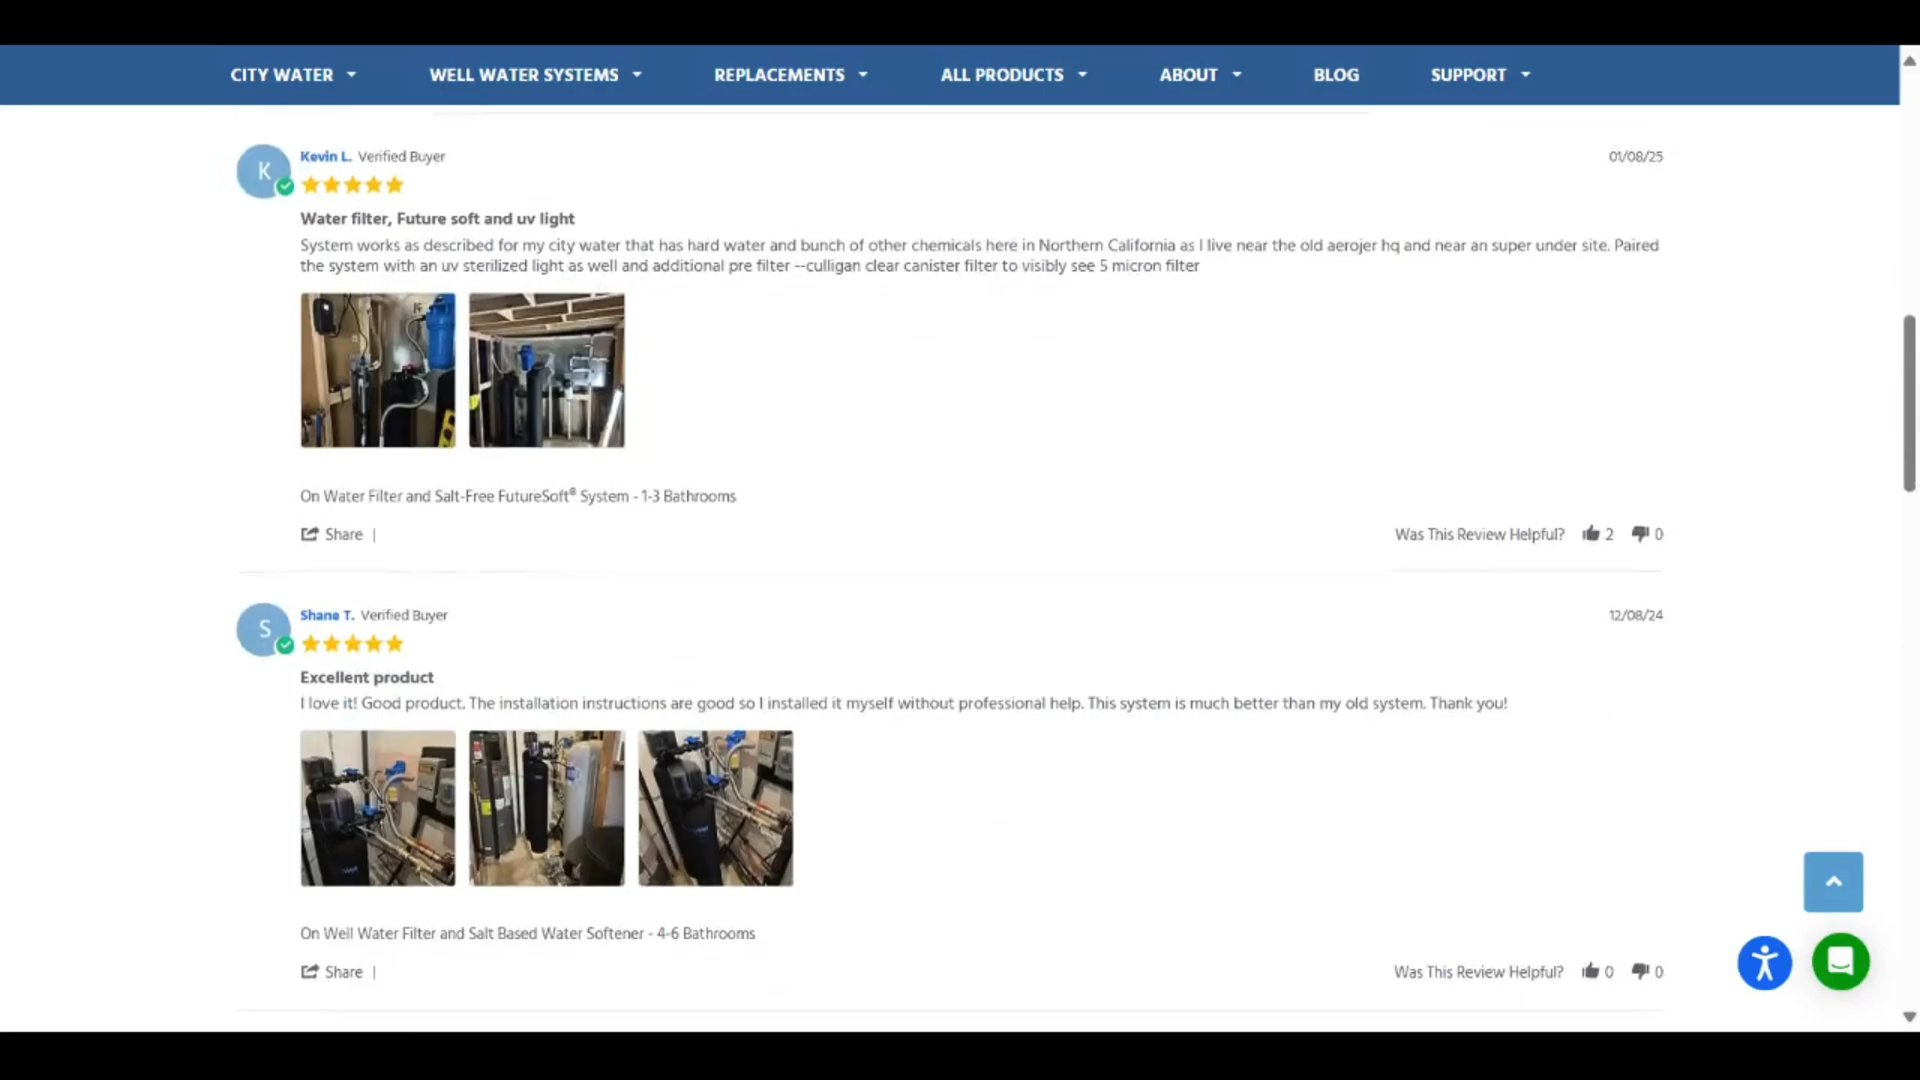 CITY WATER WELL WATER SYSTEMS REPLACEMENTS ALL PRODUCTS ABOUT BLOG SUPPORT
K
Kevin L. Verified Buyer 01/08/25
Water filter, Future soft and uv light
System works as described for my city water that has hard water and bunch of other chemicals here in Northern California as I live near the old aerojer hq and near an super under site. Paired
the system with an uv sterilized light as well and additional pre filter --culligan clear canister filter to visibly see 5 micron filter
On Water Filter and Salt-Free FutureSoft® System - 1-3 Bathrooms
Share | Was This Review Helpful? 2 0
S
Shane T. Verified Buyer 12/08/24
Excellent product
I love it! Good product. The installation instructions are good so I installed it myself without professional help. This system is much better than my old system. Thank you!
On Well Water Filter and Salt Based Water Softener - 4-6 Bathrooms
Share | Was This Review Helpful? 0 0